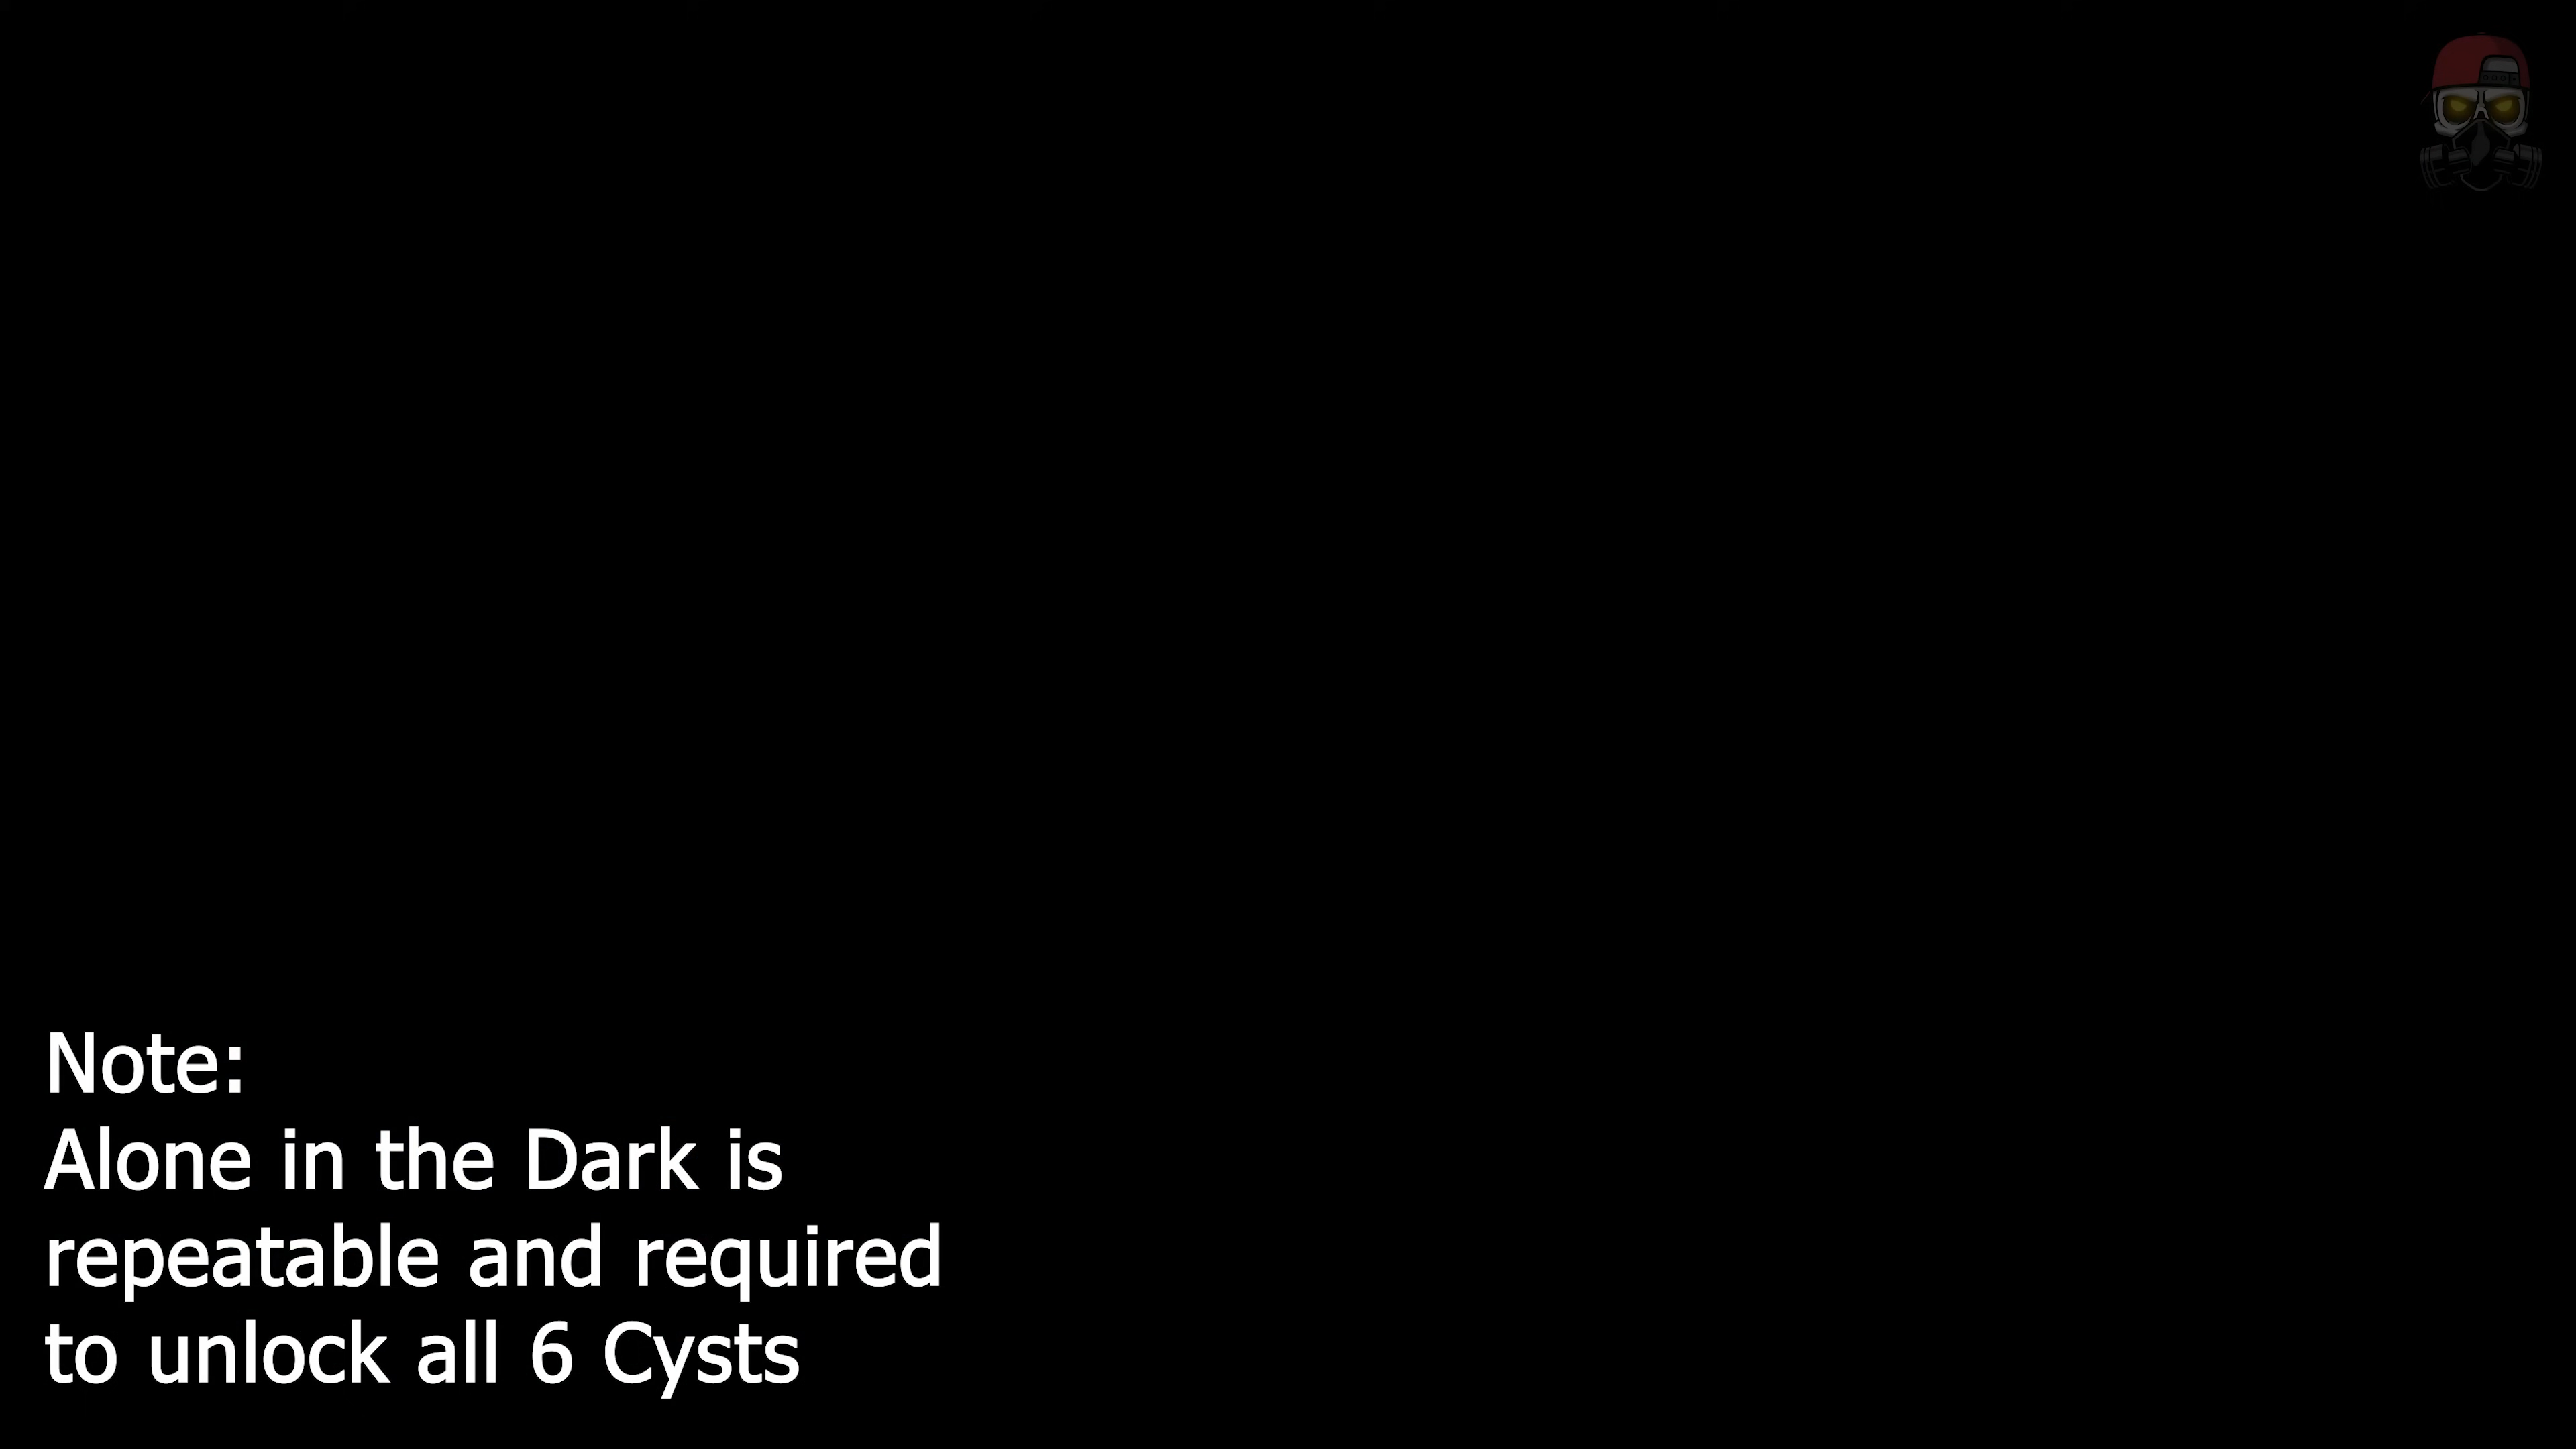 Note:
Alone in the Dark is
repeatable and required
to unlock all 6 Cysts